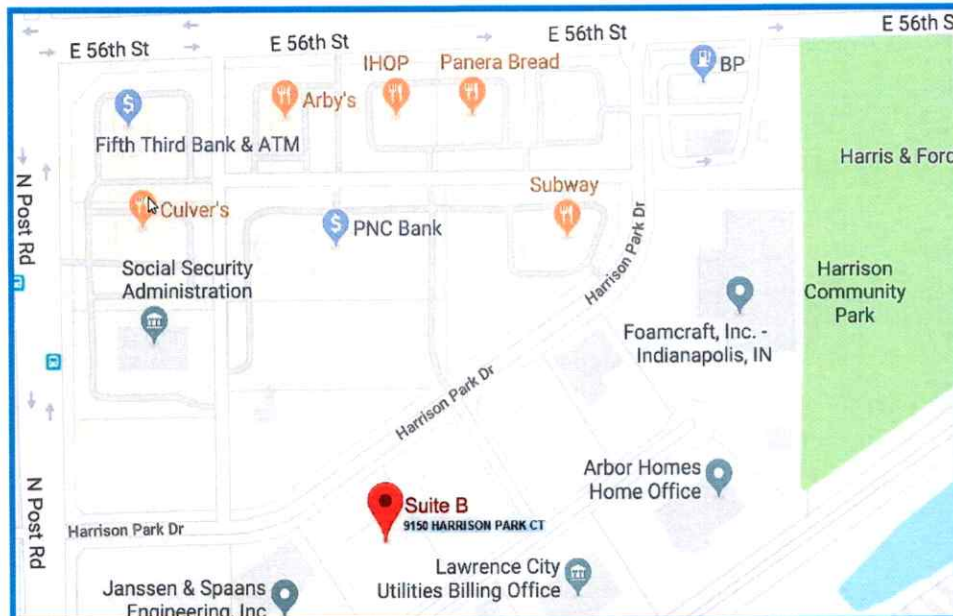 E 56th St
E 56th St
E 56th St
E 56th St
IHOP
Panera Bread
BP
Arby's
Fifth Third Bank & ATM
Harris & Ford
N Post Rd
Culver's
Subway
PNC Bank
Harrison Park Dr
Social Security
Administration
Harrison
Community
Park
Foamcraft, Inc. -
Indianapolis, IN
Harrison Park Dr
Arbor Homes
Home Office
N Post Rd
Suite B
9150 HARRISON PARK CT
Harrison Park Dr
Lawrence City
Utilities Billing Office
Janssen & Spaans
Engineering, Inc